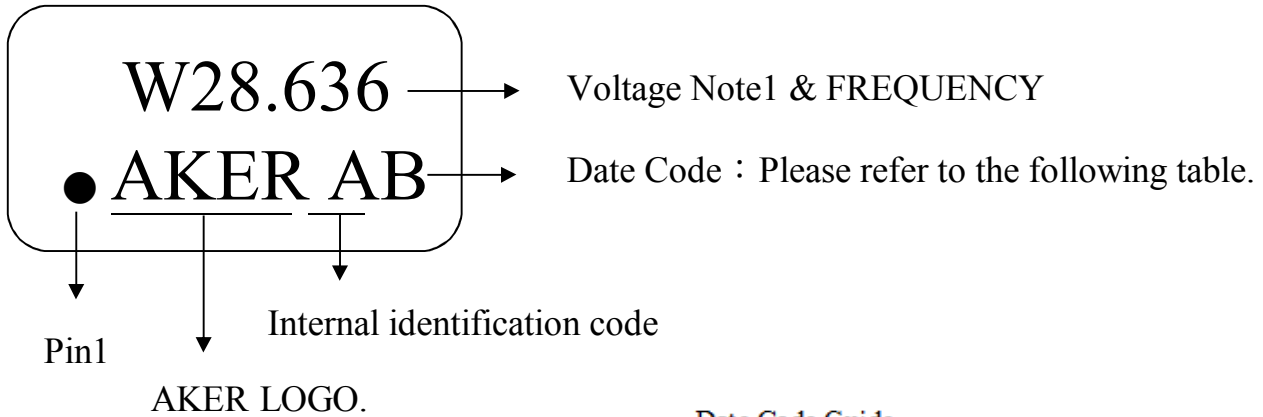 W28.636
Voltage Note1 & FREQUENCY
AKER AB
Date Code：Please refer to the following table.
Internal identification code
Pin1
AKER LOGO.
Date Code Guide